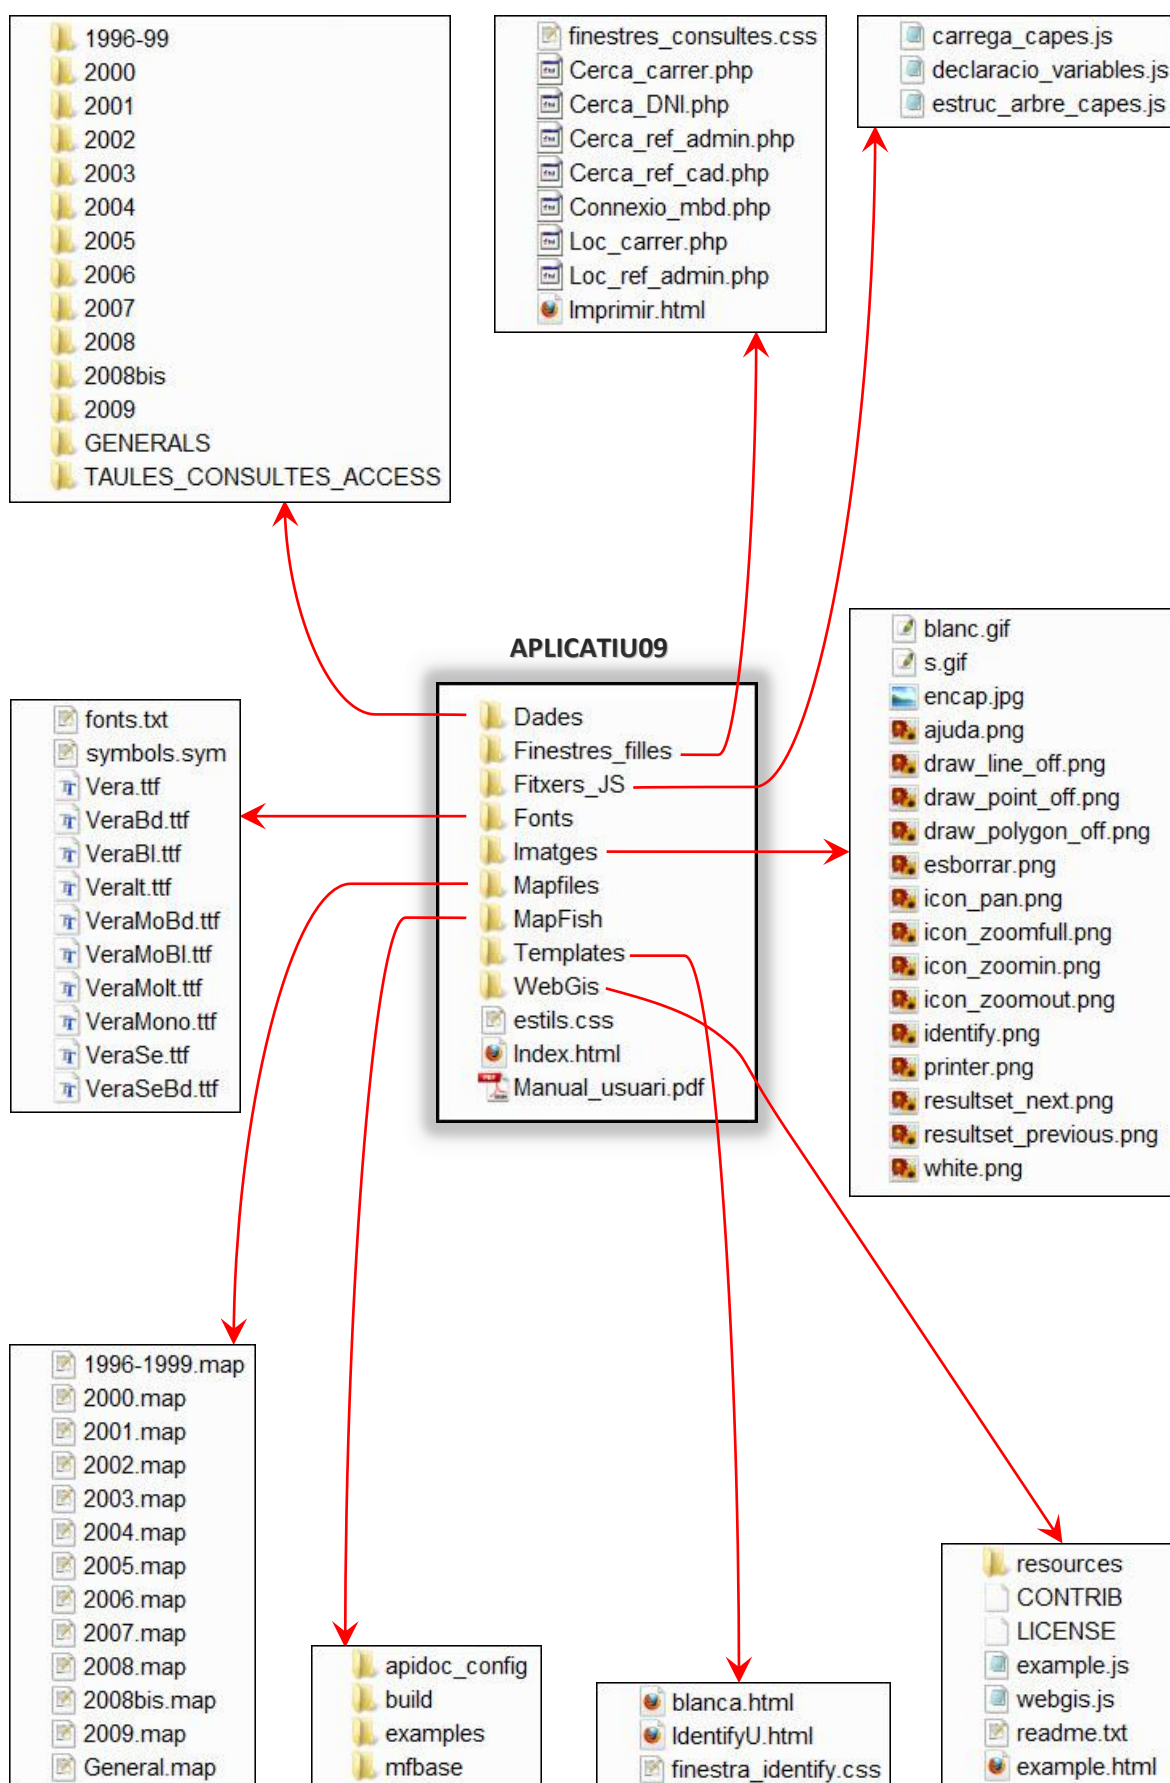 1996-99
2000
2001
2002
2003
2004
2005
2006
2007
2008
2008bis
2009
GENERALS
TAULES_CONSULTES_ACCESS
finestres_consultes.css
Cerca_carrer.php
Cerca_DNI.php
Cerca_ref_admin.php
Cerca_ref_cad.php
Connexio_mbd.php
Loc_carrer.php
Loc_ref_admin.php
Imprimir.html
carrega_capes.js
declaracio_variables.js
estruc_arbre_capes.js
APLICATIU09
Dades
Finestres_filles
Fitxers_JS
Fonts
Imatges
Mapfiles
MapFish
Templates
WebGis
estils.css
Index.html
Manual_usuari.pdf
fonts.txt
symbols.sym
Vera.ttf
VeraBd.ttf
VeraBI.ttf
VeraIt.ttf
VeraMoBd.ttf
VeraMoBI.ttf
VeraMoIt.ttf
VeraMono.ttf
VeraSe.ttf
VeraSeBd.ttf
blanc.gif
s.gif
encap.jpg
ajuda.png
draw_line_off.png
draw_point_off.png
draw_polygon_off.png
esborrar.png
icon_pan.png
icon_zoomfull.png
icon_zoomin.png
icon_zoomout.png
identify.png
printer.png
resultset_next.png
resultset_previous.png
white.png
1996-1999.map
2000.map
2001.map
2002.map
2003.map
2004.map
2005.map
2006.map
2007.map
2008.map
2008bis.map
2009.map
General.map
apidoc_config
build
examples
mfbase
blanca.html
IdentifyU.html
finestra_identify.css
resources
CONTRIB
LICENSE
example.js
webgis.js
readme.txt
example.html